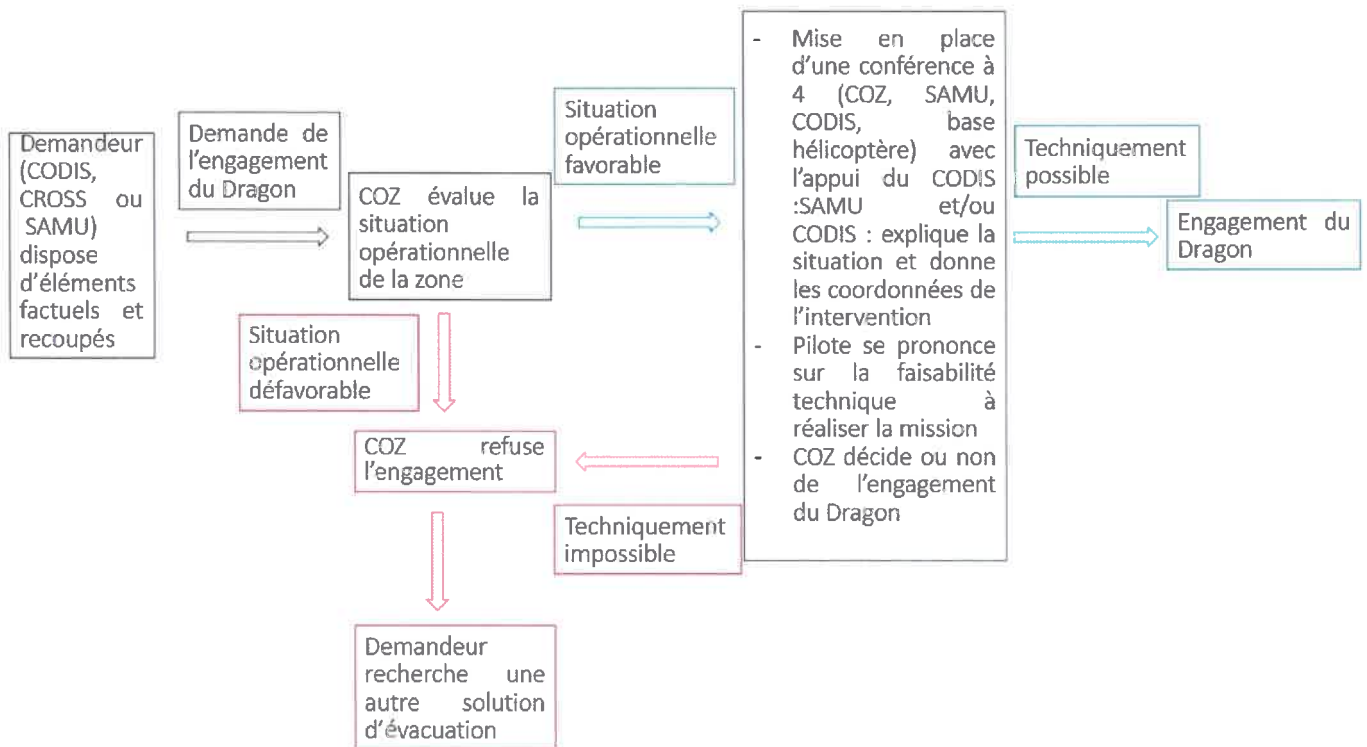 Demandeur
(CODIS,
CROSS ou
SAMU)
dispose
d'éléments
factuels et
recoupés
Demande de
l'engagement
du Dragon
COZ évalue la
situation
opérationnelle
de la zone
Situation
opérationnelle
favorable
- Mise en place
d'une conférence à
4 (COZ, SAMU,
CODIS, base
hélicoptère) avec
l'appui du CODIS
:SAMU et/ou
CODIS : explique la
situation et donne
les coordonnées de
l'intervention
- Pilote se prononce
sur la faisabilité
technique à
réaliser la mission
- COZ décide ou non
de l'engagement
du Dragon
Techniquement
possible
Engagement du
Dragon
Situation
opérationnelle
défavorable
COZ refuse
l'engagement
Techniquement
impossible
Demandeur
recherche une
autre solution
d'évacuation